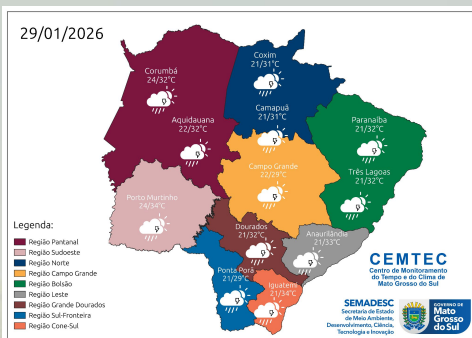 29/01/2026
Coxim
21/31°C
Corumbá
24/32°C
Camapuã
21/31°C
Aquidauana
22/32°C
Paranaíba
21/32°C
Campo Grande
22/29°C
Três Lagoas
21/32°C
Porto Murtinho
24/34°C
Dourados
21/32°C
Anaurilândia
21/33°C
Ponta Porã
21/29°C
Iguatemi
21/34°C
Legenda:
Região Pantanal
Região Sudoeste
Região Norte
Região Campo Grande
Região Bolsão
Região Leste
Região Grande Dourados
Região Sul-Fronteira
Região Cone-Sul
CEMTEC
Centro de Monitoramento
do Tempo e do Clima de
Mato Grosso do Sul
SEMADESC
Secretaria de Estado
de Meio Ambiente,
Desenvolvimento, Ciência,
Tecnologia e Inovação
GOVERNO DE
Mato
Grosso
do Sul